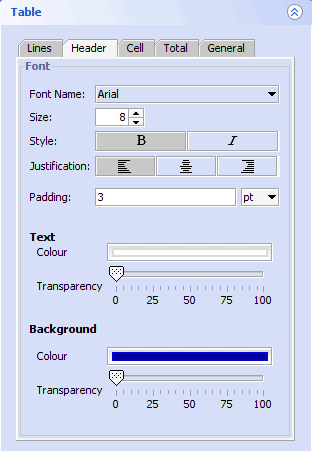 Table
Lines Header Cell Total General
Font
Font Name: Arial
Size: 8
Style: B I
Justification:
Padding: 3 pt
Text
Colour
Transparency
0 25 50 75 100
Background
Colour
Transparency
0 25 50 75 100